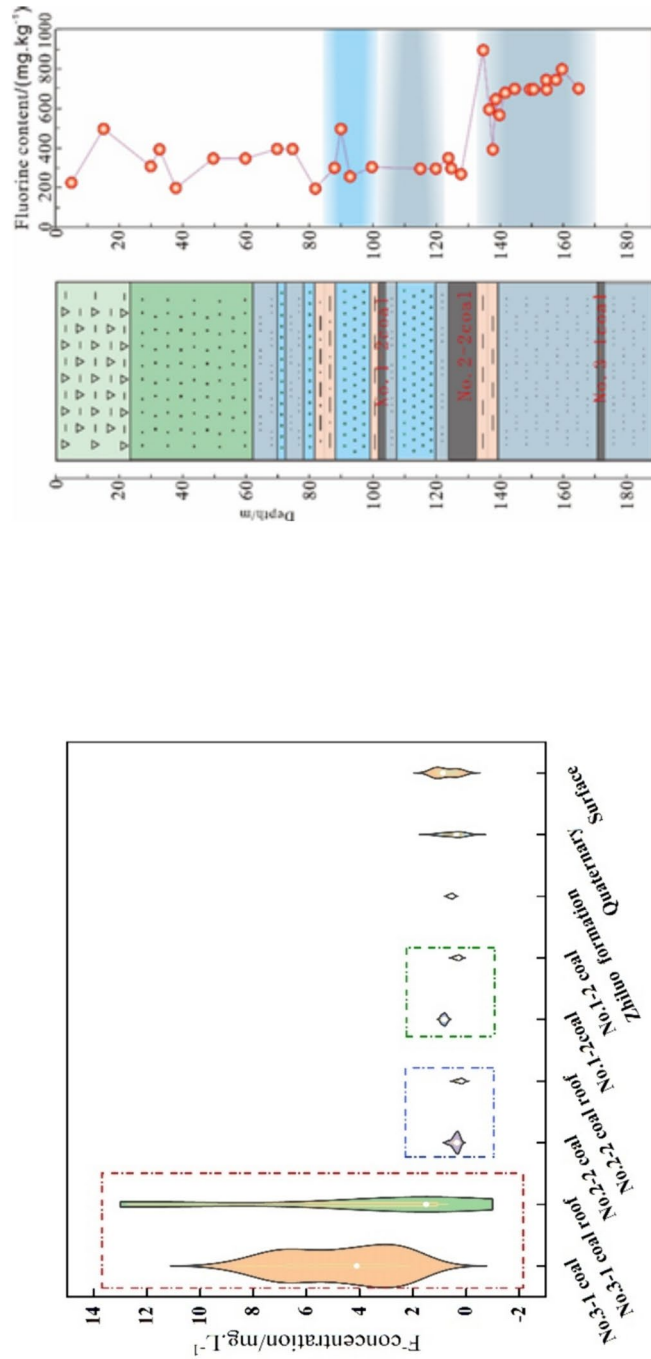 Fluorine content/(mg.kg⁻¹)
1000
800
600
400
200
0
0 20 40 60 80 100 120 140 160 180
No.1-2coal
No.2-2coal
No.3-1coal
0 20 40 60 80 100 120 140 160 180
Depth/m
F⁻concentration/mg.L⁻¹
14
12
10
8
6
4
2
0
-2
No.3-1 coal
No.3-1 coal roof
No.2-2 coal
No.2-2 coal roof
No.1-2coal
No.1-2 coal
Zhiluo formation
Quaternary
Surface